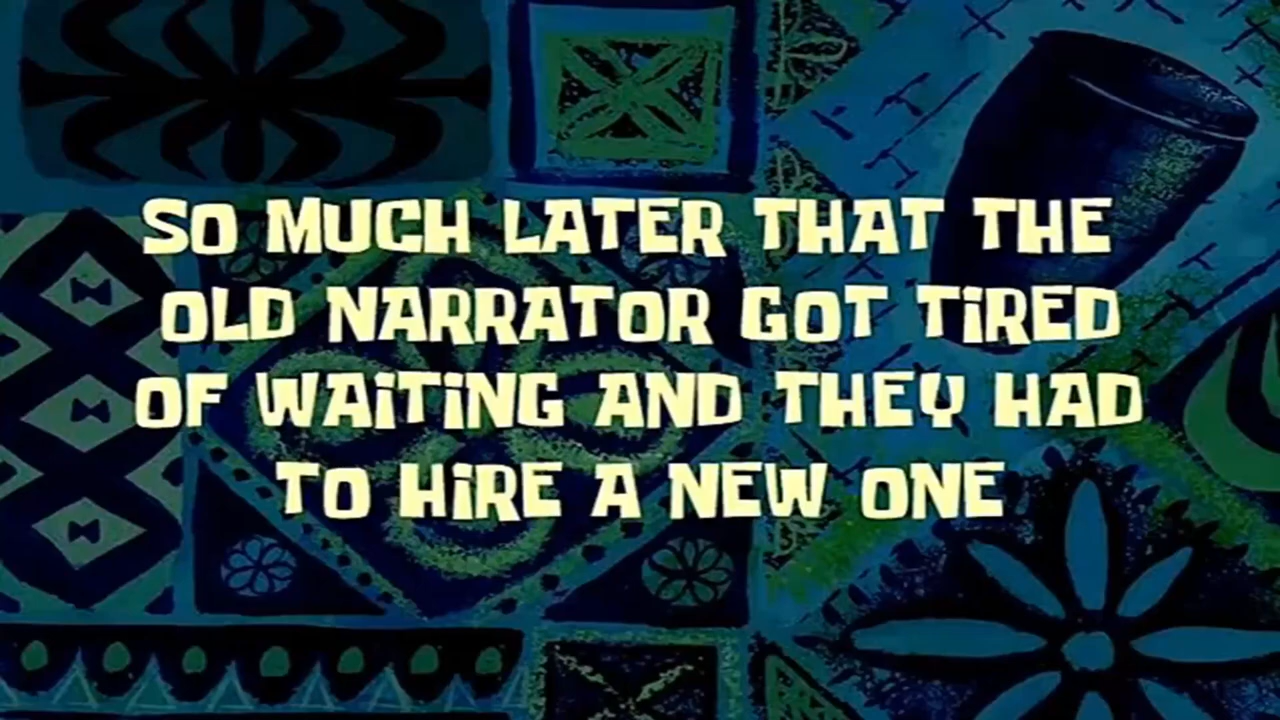 SO MUCH LATER THAT THE
OLD NARRATOR GOT TiRED
OF WAiTiNG AND THEY HAD
TO HiRE A NEW ONE